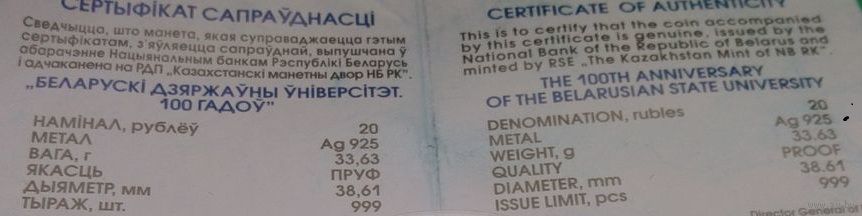 СЕРТЫФІКАТ САПРАЎДНАСЦІ
Сведчыцца, што манета, якая суправаджаецца гэтым
сертыфікатам, з'яўляецца сапраўднай, выпушчана ў
абарачэнне Нацыянальным банкам Рэспублікі Беларусь
і адчаканена на РДП „Казахстанскі манетны двор НБ РК".
„БЕЛАРУСКІ ДЗЯРЖАЎНЫ ЎНІВЕРСІТЭТ.
100 ГАДОЎ"
НАМІНАЛ, рублёў 20
МЕТАЛ Ag 925
ВАГА, г 33,63
ЯКАСЦЬ ПРУФ
ДЫЯМЕТР, мм 38,61
ТЫРАЖ, шт. 999
CERTIFICATE OF AUTHENTICITY
This is to certify that the coin accompanied
by this certificate is genuine, issued by the
National Bank of the Republic of Belarus and
minted by RSE „The Kazakhstan Mint of NB RK".
THE 100TH ANNIVERSARY
OF THE BELARUSIAN STATE UNIVERSITY
DENOMINATION, rubles 20
METAL Ag 925
WEIGHT, g 33.63
QUALITY PROOF
DIAMETER, mm 38.61
ISSUE LIMIT, pcs 999
Director General of